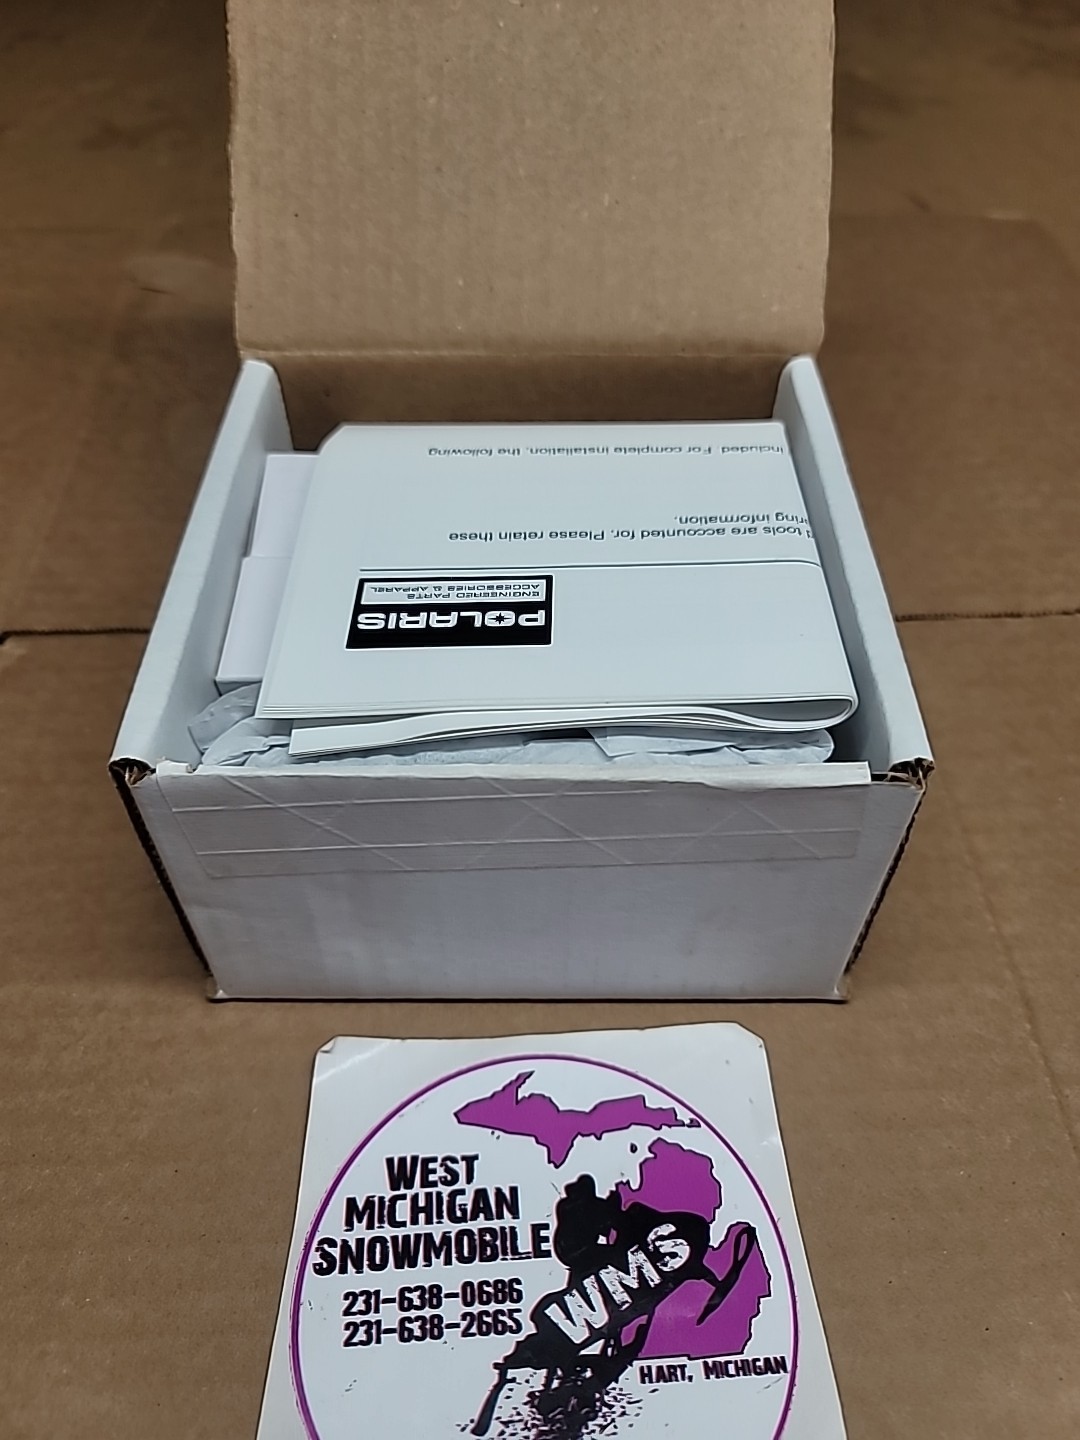 included. For complete installation, the following
tools are accounted for. Please retain these
ring information.
POLARIS
ENGINEERED PARTS
ACCESSORIES & APPAREL
WEST
MICHIGAN
SNOWMOBILE
231-638-0686
231-638-2665
WMS
HART, MICHIGAN